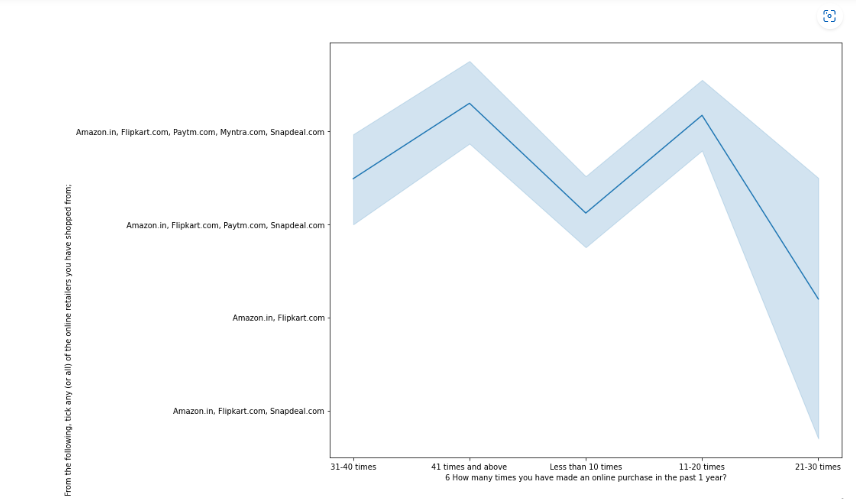 From the following, tick any (or all) of the online retailers you have shopped from;
Amazon.in, Flipkart.com, Paytm.com, Myntra.com, Snapdeal.com
Amazon.in, Flipkart.com, Paytm.com, Snapdeal.com
Amazon.in, Flipkart.com
Amazon.in, Flipkart.com, Snapdeal.com
31-40 times 41 times and above Less than 10 times 11-20 times 21-30 times
6 How many times you have made an online purchase in the past 1 year?